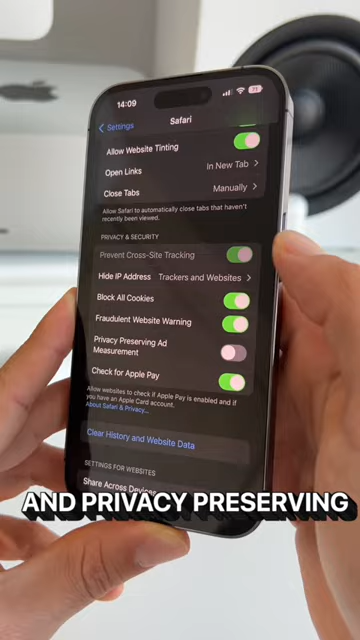 14:09
71
Settings
Safari
Allow Website Tinting
Open Links
In New Tab
Close Tabs
Manually
Allow Safari to automatically close tabs that haven't
recently been viewed.
PRIVACY & SECURITY
Prevent Cross-Site Tracking
Hide IP Address
Trackers and Websites
Block All Cookies
Fraudulent Website Warning
Privacy Preserving Ad
Measurement
Check for Apple Pay
Allow websites to check if Apple Pay is enabled and if
you have an Apple Card account.
About Safari & Privacy...
Clear History and Website Data
SETTINGS FOR WEBSITES
Share Across Devices
AND PRIVACY PRESERVING